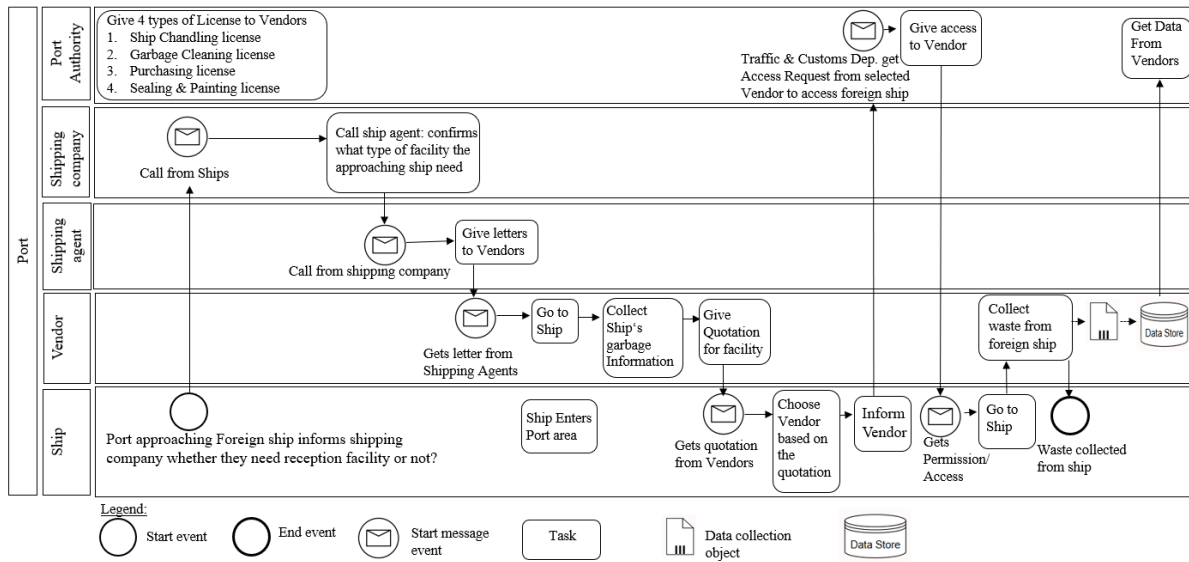 Port
Port
Authority
Give 4 types of License to Vendors
1. Ship Chandling license
2. Garbage Cleaning license
3. Purchasing license
4. Sealing & Painting license
Traffic & Customs Dep. get
Access Request from selected
Vendor to access foreign ship
Give access
to Vendor
Get Data
From
Vendors
Shipping
company
Call from Ships
Call ship agent: confirms
what type of facility the
approaching ship need
Shipping
agent
Call from shipping company
Give letters
to Vendors
Vendor
Gets letter from
Shipping Agents
Go to
Ship
Collect
Ship‘s
garbage
Information
Give
Quotation
for facility
Collect
waste from
foreign ship
Data Store
Ship
Port approaching Foreign ship informs shipping
company whether they need reception facility or not?
Ship Enters
Port area
Gets quotation
from Vendors
Choose
Vendor
based on
the
quotation
Inform
Vendor
Gets
Permission/
Access
Go to
Ship
Waste collected
from ship
Legend:
Start event
End event
Start message
event
Task
Data collection
object
Data Store